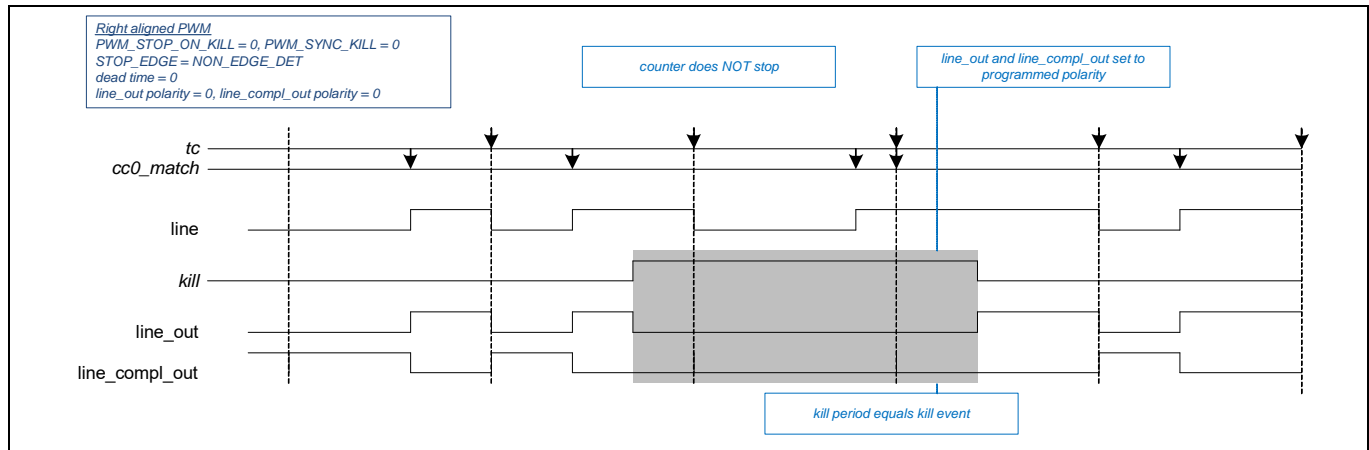 Right aligned PWM
PWM_STOP_ON_KILL = 0, PWM_SYNC_KILL = 0
STOP_EDGE = NON_EDGE_DET
dead time = 0
line_out polarity = 0, line_compl_out polarity = 0
counter does NOT stop
line_out and line_compl_out set to
programmed polarity
tc
cc0_match
line
kill
line_out
line_compl_out
kill period equals kill event